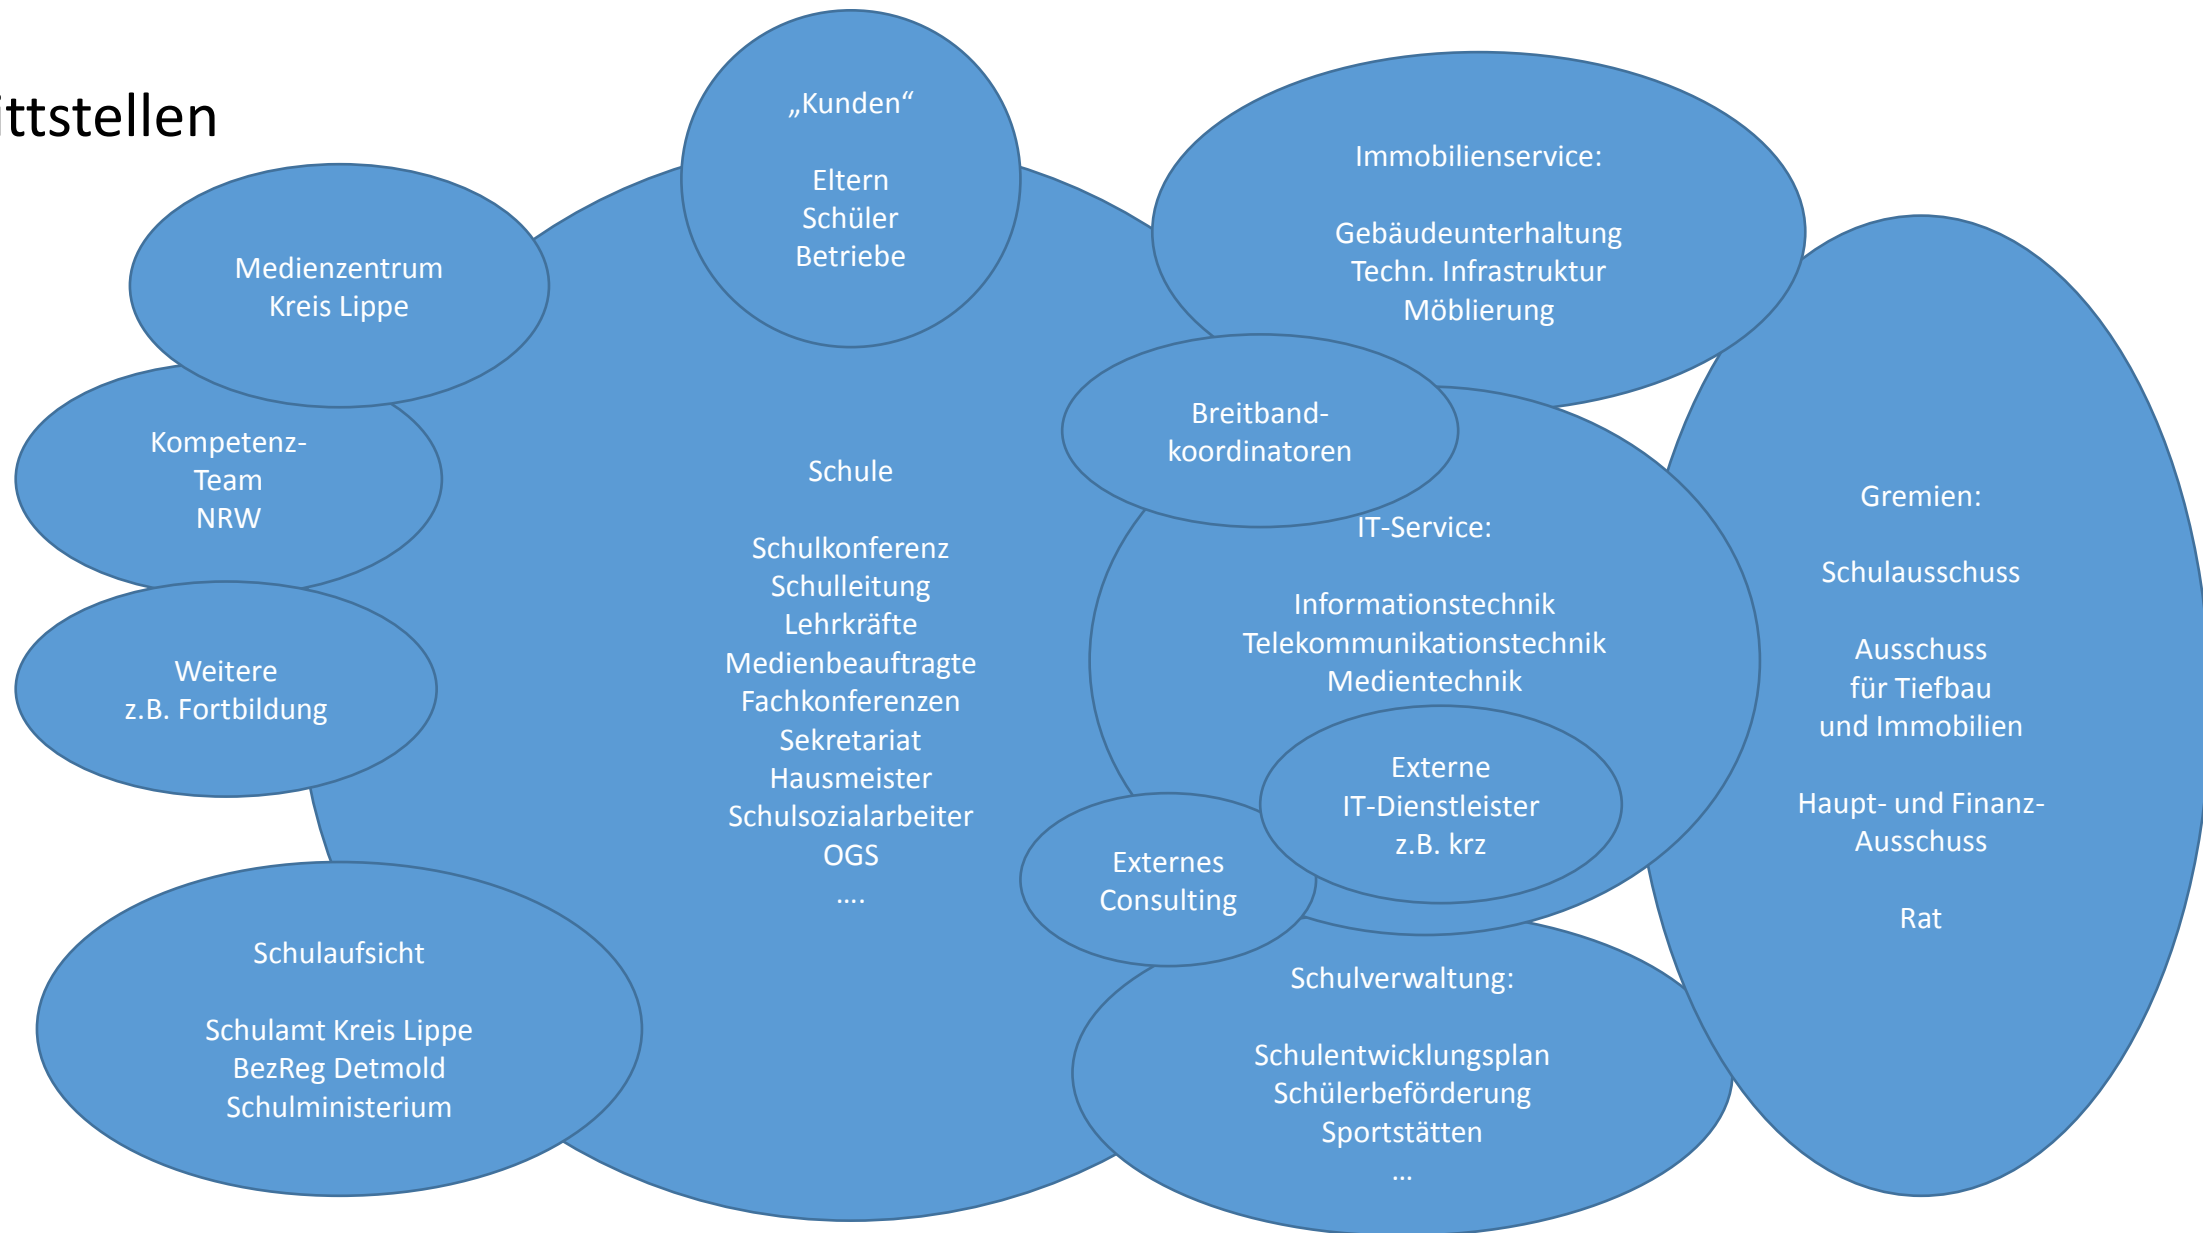 ittstellen
„Kunden“
Eltern
Schüler
Betriebe
Immobilienservice:
Gebäudeunterhaltung
Techn. Infrastruktur
Möblierung
Medienzentrum
Kreis Lippe
Kompetenz-
Team
NRW
Weitere
z.B. Fortbildung
Schulaufsicht
Schulamt Kreis Lippe
BezReg Detmold
Schulministerium
Schule
Schulkonferenz
Schulleitung
Lehrkräfte
Medienbeauftragte
Fachkonferenzen
Sekretariat
Hausmeister
Schulsozialarbeiter
OGS
....
Breitband-
koordinatoren
IT-Service:
Informationstechnik
Telekommunikationstechnik
Medientechnik
Externe
IT-Dienstleister
z.B. krz
Externes
Consulting
Schulverwaltung:
Schulentwicklungsplan
Schülerbeförderung
Sportstätten
...
Gremien:
Schulausschuss
Ausschuss
für Tiefbau
und Immobilien
Haupt- und Finanz-
Ausschuss
Rat